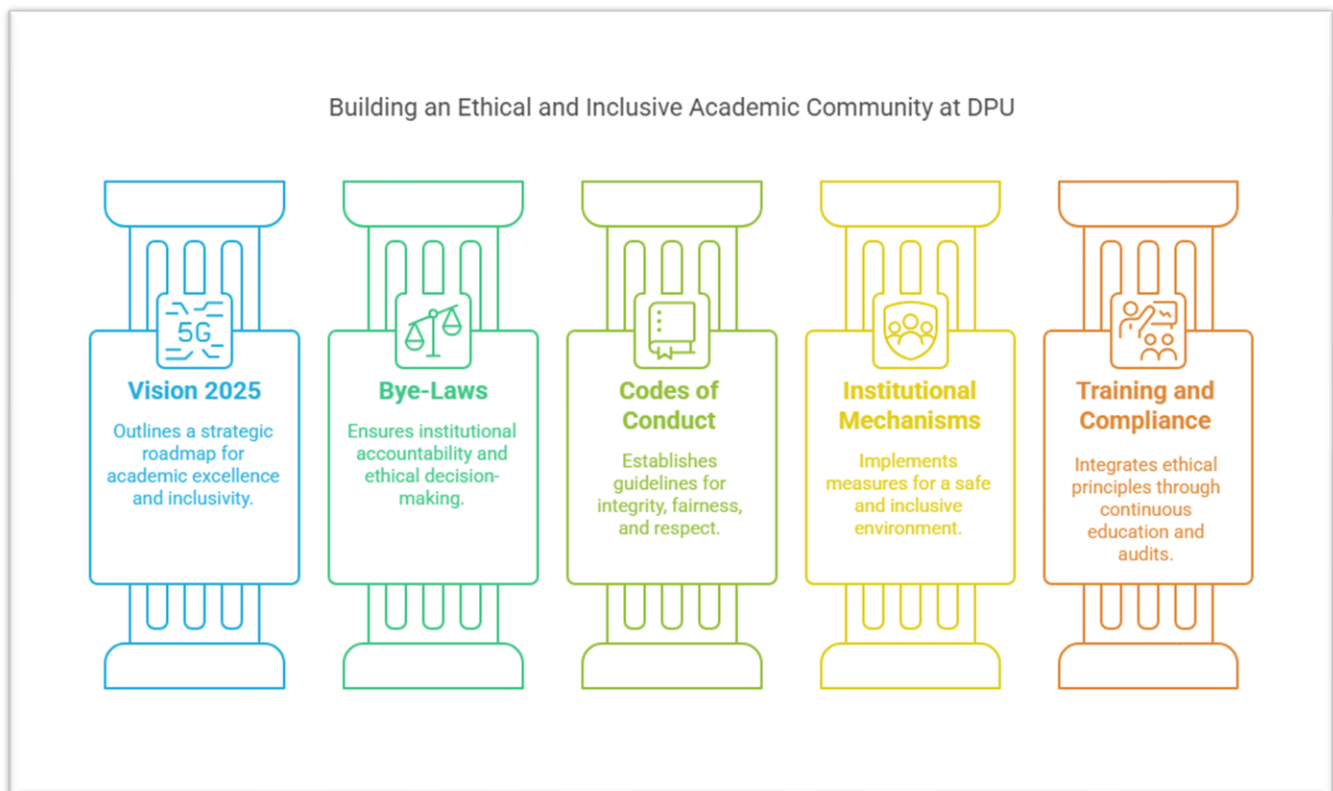 Building an Ethical and Inclusive Academic Community at DPU
5G
Vision 2025
Outlines a strategic
roadmap for
academic excellence
and inclusivity.
Bye-Laws
Ensures institutional
accountability and
ethical decision-
making.
Codes of
Conduct
Establishes
guidelines for
integrity, fairness,
and respect.
Institutional
Mechanisms
Implements
measures for a safe
and inclusive
environment.
Training and
Compliance
Integrates ethical
principles through
continuous
education and
audits.